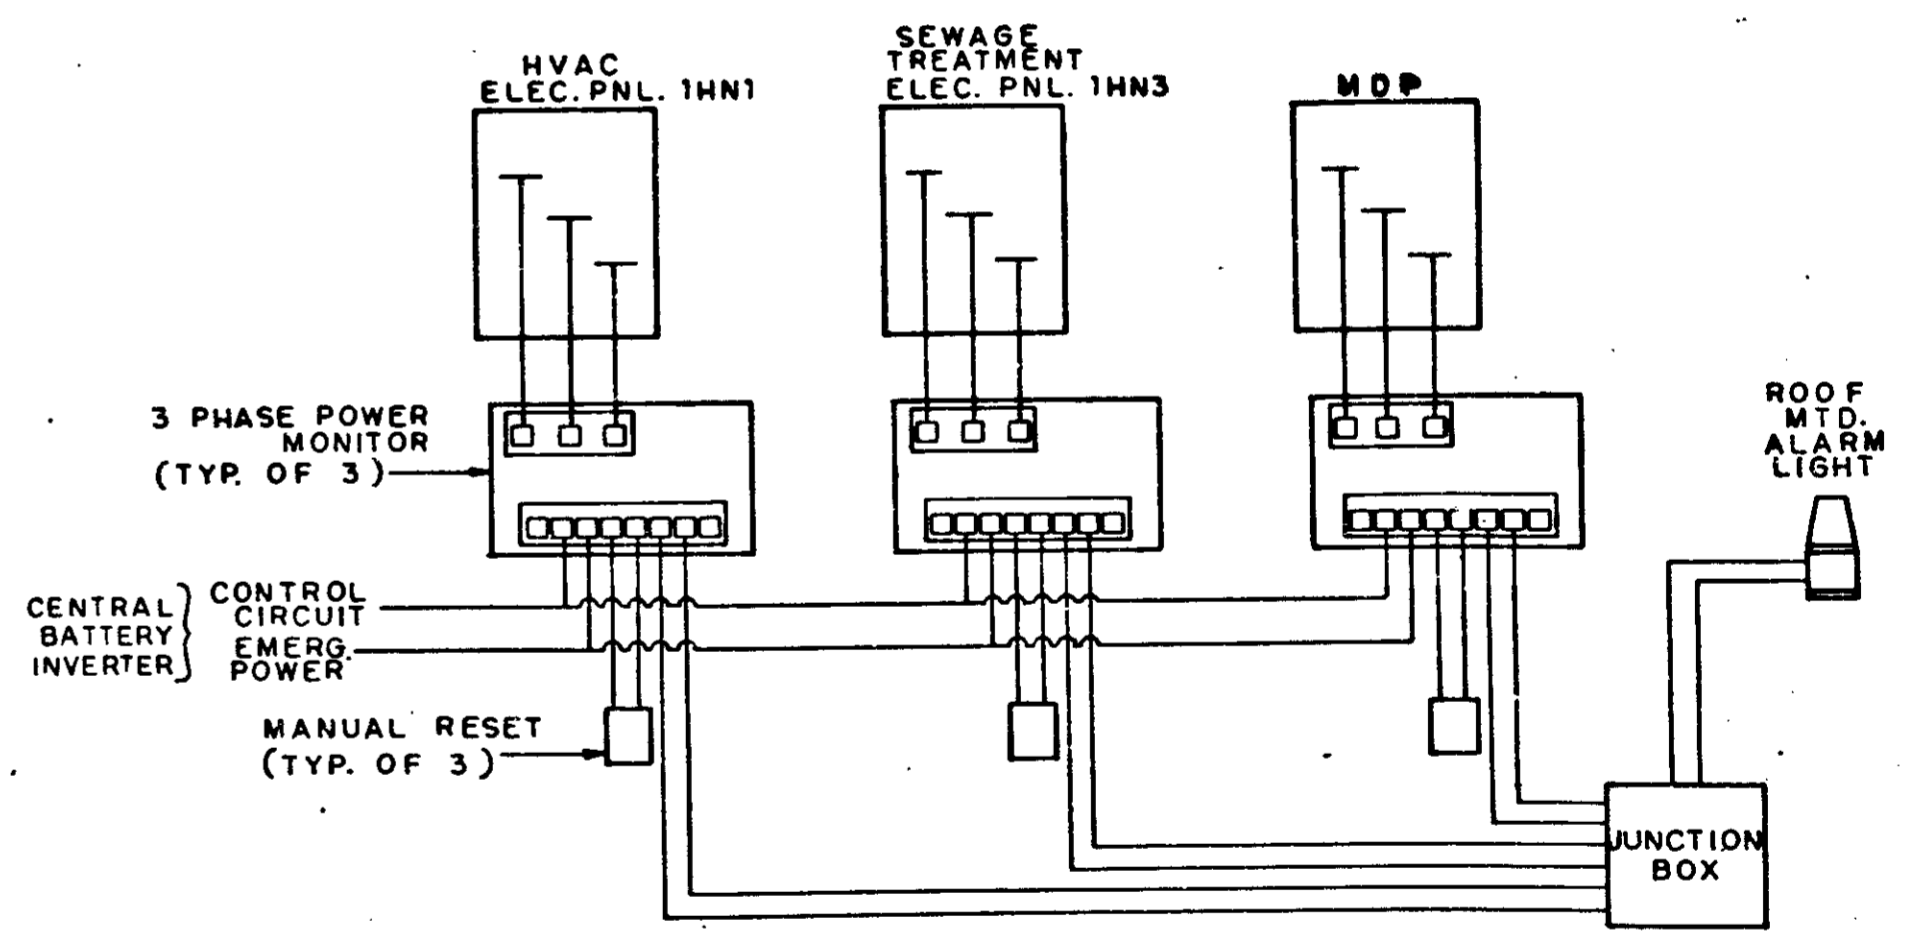 HVAC
ELEC. PNL. 1HN1
SEWAGE
TREATMENT
ELEC. PNL. 1HN3
MDP
3 PHASE POWER
MONITOR
(TYP. OF 3)
ROOF
MTD.
ALARM
LIGHT
CENTRAL
BATTERY
INVERTER
CONTROL
CIRCUIT
EMERG.
POWER
MANUAL RESET
(TYP. OF 3)
JUNCTION
BOX